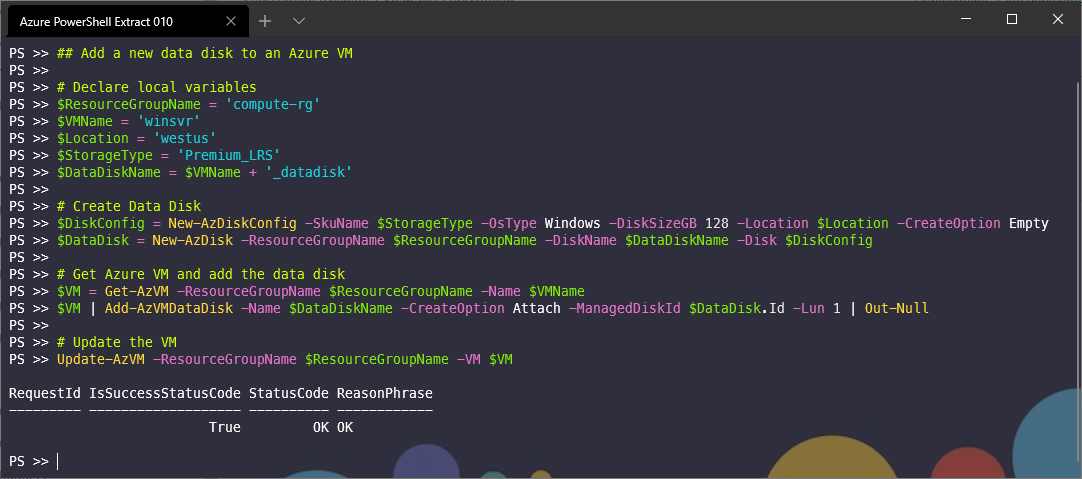 Azure PowerShell Extract 010
PS >> ## Add a new data disk to an Azure VM
PS >>
PS >> # Declare local variables
PS >> $ResourceGroupName = 'compute-rg'
PS >> $VMName = 'winsvr'
PS >> $Location = 'westus'
PS >> $StorageType = 'Premium_LRS'
PS >> $DataDiskName = $VMName + '_datadisk'
PS >>
PS >> # Create Data Disk
PS >> $DiskConfig = New-AzDiskConfig -SkuName $StorageType -OsType Windows -DiskSizeGB 128 -Location $Location -CreateOption Empty
PS >> $DataDisk = New-AzDisk -ResourceGroupName $ResourceGroupName -DiskName $DataDiskName -Disk $DiskConfig
PS >>
PS >> # Get Azure VM and add the data disk
PS >> $VM = Get-AzVM -ResourceGroupName $ResourceGroupName -Name $VMName
PS >> $VM | Add-AzVMDataDisk -Name $DataDiskName -CreateOption Attach -ManagedDiskId $DataDisk.Id -Lun 1 | Out-Null
PS >>
PS >> # Update the VM
PS >> Update-AzVM -ResourceGroupName $ResourceGroupName -VM $VM
RequestId IsSuccessStatusCode StatusCode ReasonPhrase
--------- ------------------- ---------- ------------
True OK OK
PS >>